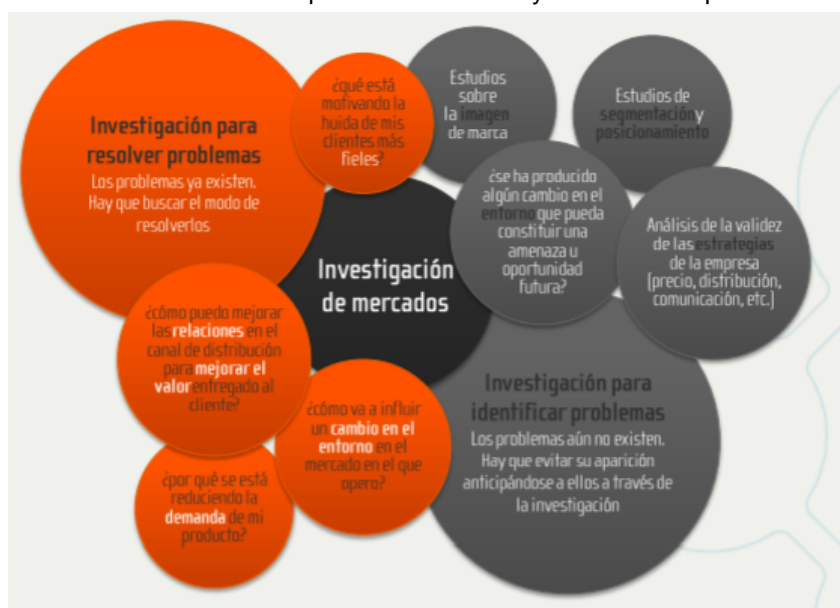 Investigación para
resolver problemas
Los problemas ya existen.
Hay que buscar el modo de
resolverlos
¿qué está
motivando la
huida de mis
clientes más
fieles?
Estudios
sobre
la imagen
de marca
Estudios de
segmentación y
posicionamiento
¿se ha producido
algún cambio en el
entorno que pueda
constituir una
amenaza u
oportunidad
futura?
Análisis de la validez
de las estrategias
de la empresa
(precio, distribución,
comunicación, etc.)
Investigación
de mercados
¿cómo puedo mejorar
las relaciones en el
canal de distribución
para mejorar el
valor entregado al
cliente?
¿cómo va a influir
un cambio en el
entorno en el
mercado en el que
opero?
Investigación para
identificar problemas
Los problemas aún no existen.
Hay que evitar su aparición
anticipándose a ellos a través de
la investigación
¿por qué se está
reduciendo la
demanda de mi
producto?